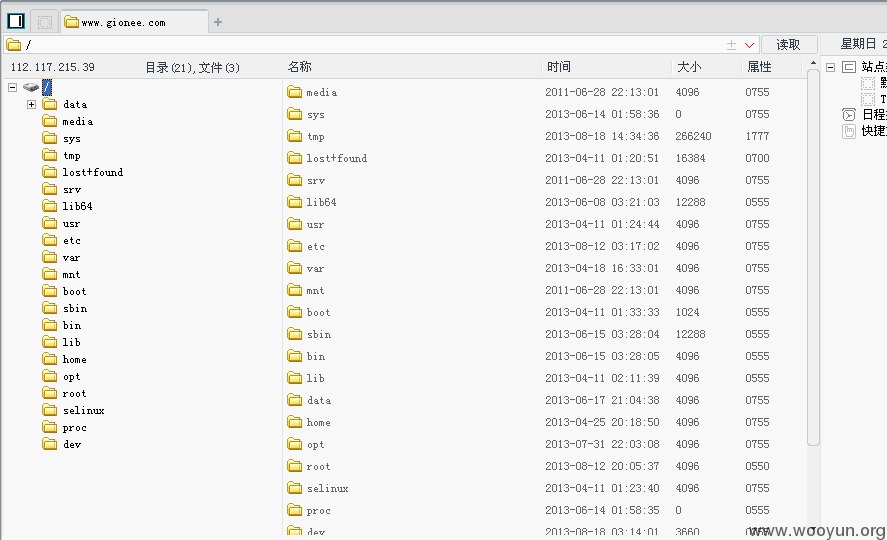 www.gionee.com
/
读取
星期日 2
112.117.215.39 目录(21),文件(3)
名称 时间 大小 属性
/
data
media
sys
tmp
lost+found
srv
lib64
usr
etc
var
mnt
boot
sbin
bin
lib
home
opt
root
selinux
proc
dev
media 2011-06-28 22:13:01 4096 0755
sys 2013-06-14 01:58:36 0 0755
tmp 2013-08-18 14:34:36 266240 1777
lost+found 2013-04-11 01:20:51 16384 0700
srv 2011-06-28 22:13:01 4096 0755
lib64 2013-06-08 03:21:03 12288 0555
usr 2013-04-11 01:24:44 4096 0755
etc 2013-08-12 03:17:02 4096 0755
var 2013-04-18 16:33:01 4096 0755
mnt 2011-06-28 22:13:01 4096 0755
boot 2013-04-11 01:33:33 1024 0555
sbin 2013-06-15 03:28:04 12288 0555
bin 2013-06-15 03:28:05 4096 0555
lib 2013-04-11 02:11:39 4096 0555
data 2013-06-17 21:04:38 4096 0755
home 2013-04-25 20:18:50 4096 0755
opt 2013-07-31 22:03:08 4096 0755
root 2013-08-12 20:05:37 4096 0550
selinux 2013-04-11 01:23:40 4096 0755
proc 2013-06-14 01:58:35 0 0555
dev 2013-08-18 03:14:01 3660
站点
T
日程
快捷
www.wooyun.org